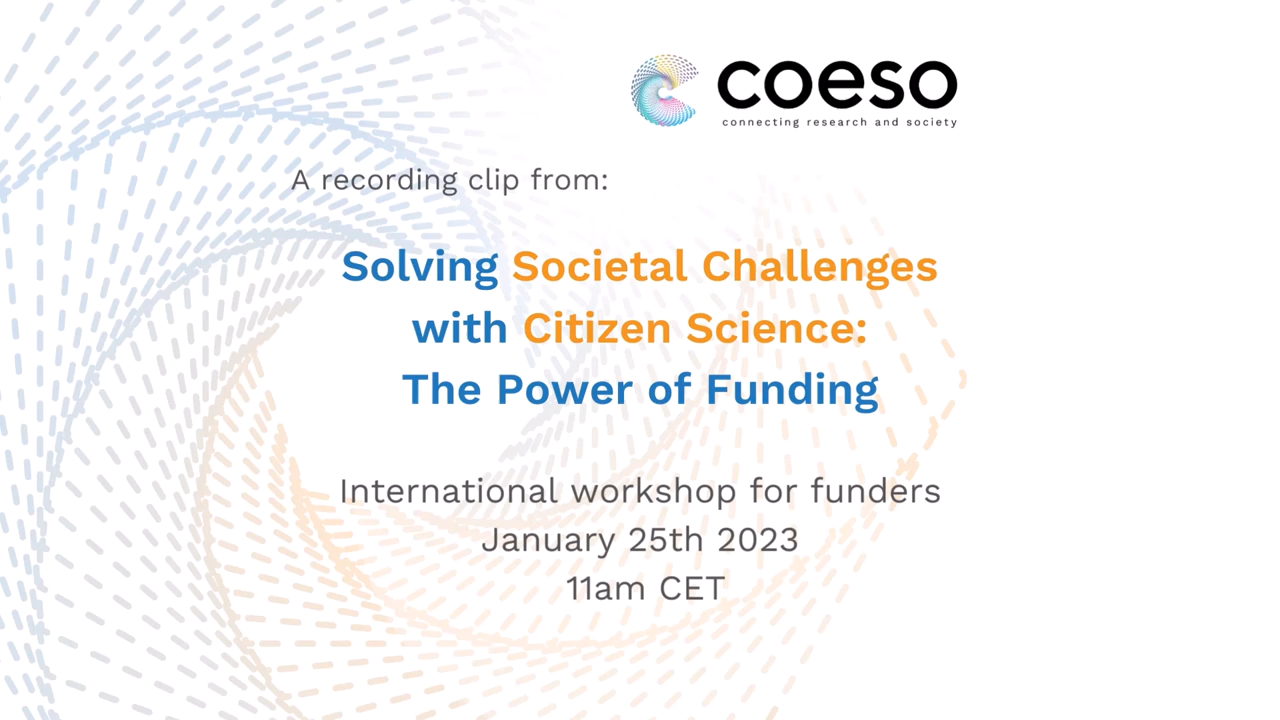 coeso
connecting research and society
A recording clip from:
Solving Societal Challenges
with Citizen Science:
The Power of Funding
International workshop for funders
January 25th 2023
11am CET